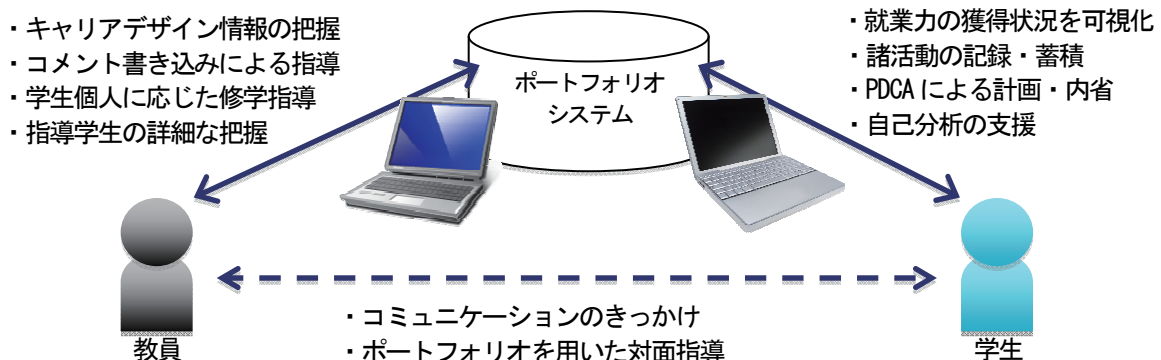 ・キャリアデザイン情報の把握
・コメント書き込みによる指導
・学生個人に応じた修学指導
・指導学生の詳細な把握
ポートフォリオ
システム
・就業力の獲得状況を可視化
・諸活動の記録・蓄積
・PDCAによる計画・内省
・自己分析の支援
・コミュニケーションのきっかけ
・ポートフォリオを用いた対面指導
教員
学生